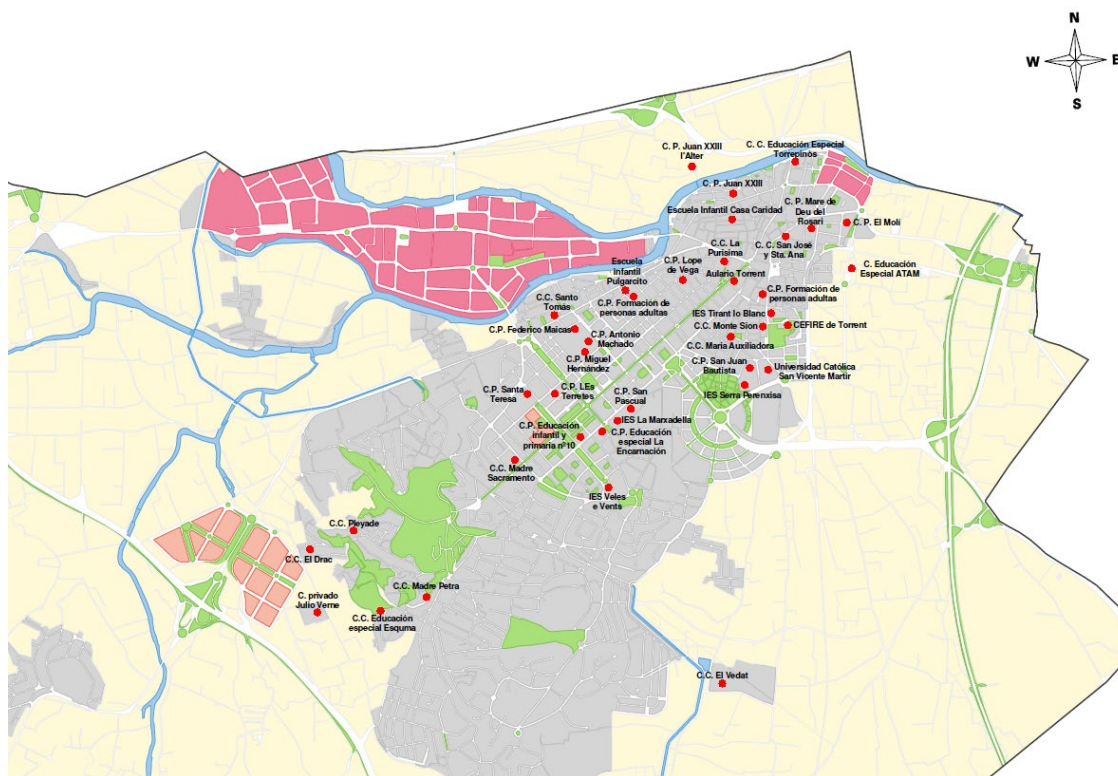 N
W
E
S
C. P. Juan XXIII
l'Alter
C. C. Educación Especial
Torrepinos
C. P. Juan XXIII
C. P. Mare de
Deu del
Rosari
Escuela Infantil Casa Caridad
C. P. El Molí
C. C. San José
y Sta. Ana
C.C. La
Purisima
C.P. Lope
de Vega
Aulario Torrent
C. Educación
Especial ATAM
Escuela
Infantil
Pulgarcito
C.P. Formación de
personas adultas
C.P. Formación de
personas adultas
C.C. Santo
Tomás
IES Tirant lo Blanc
C.P. Federico Maicas
C.C. Monte Sion
CEFIRE de Torrent
C.P. Antonio
Machado
C.C. Maria Auxiliadora
C.P. Miguel
Hernández
C.P. San Juan
Bautista
Universidad Católica
San Vicente Martir
C.P. Santa
Teresa
C.P. LEs
Terretes
C.P. San
Pascual
IES Serra Perenxisa
IES La Marxadella
C.P. Educación
infantil y
primaria nº10
C.P. Educación
especial La
Encarnación
C.C. Madre
Sacramento
IES Veles
e Vents
C.C. Pleyade
C.C. El Drac
C.C. Madre Petra
C. privado
Julio Verne
C.C. Educación
especial Esquma
C.C. El Vedat